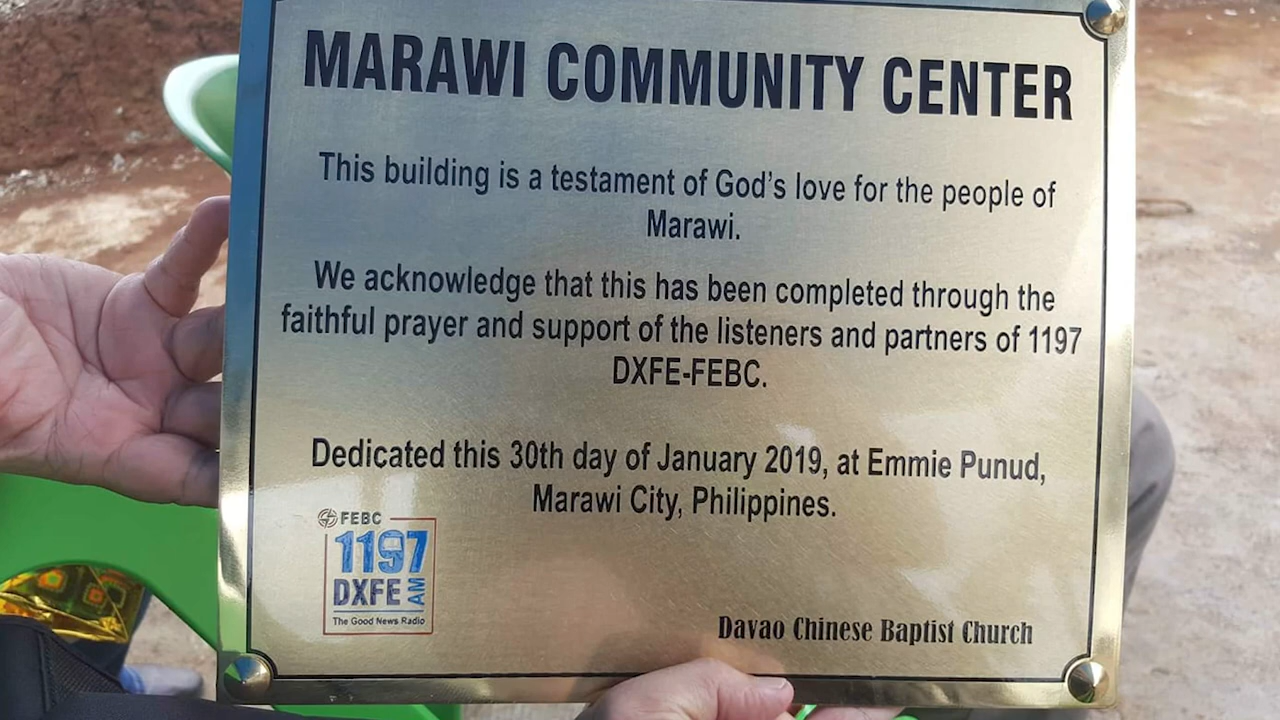 MARAWI COMMUNITY CENTER
This building is a testament of God's love for the people of
Marawi.
We acknowledge that this has been completed through the
faithful prayer and support of the listeners and partners of 1197
DXFE-FEBC.
Dedicated this 30th day of January 2019, at Emmie Punud,
Marawi City, Philippines.
FEBC
1197
DXFE AM
The Good News Radio
Davao Chinese Baptist Church